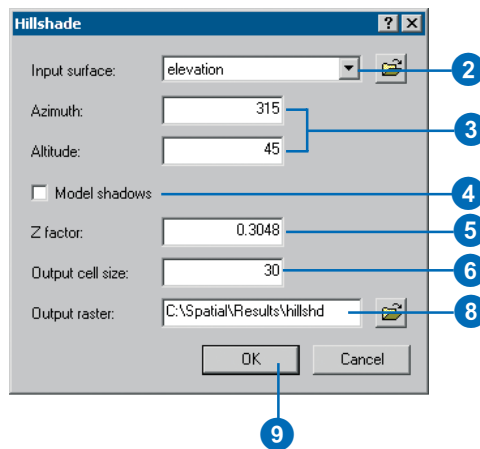 Hillshade
Input surface: elevation 2
Azimuth: 315
3
Altitude: 45
Model shadows 4
Z factor: 0.3048 5
Output cell size: 30 6
Output raster: C:\Spatial\Results\hillshd 8
OK Cancel
9